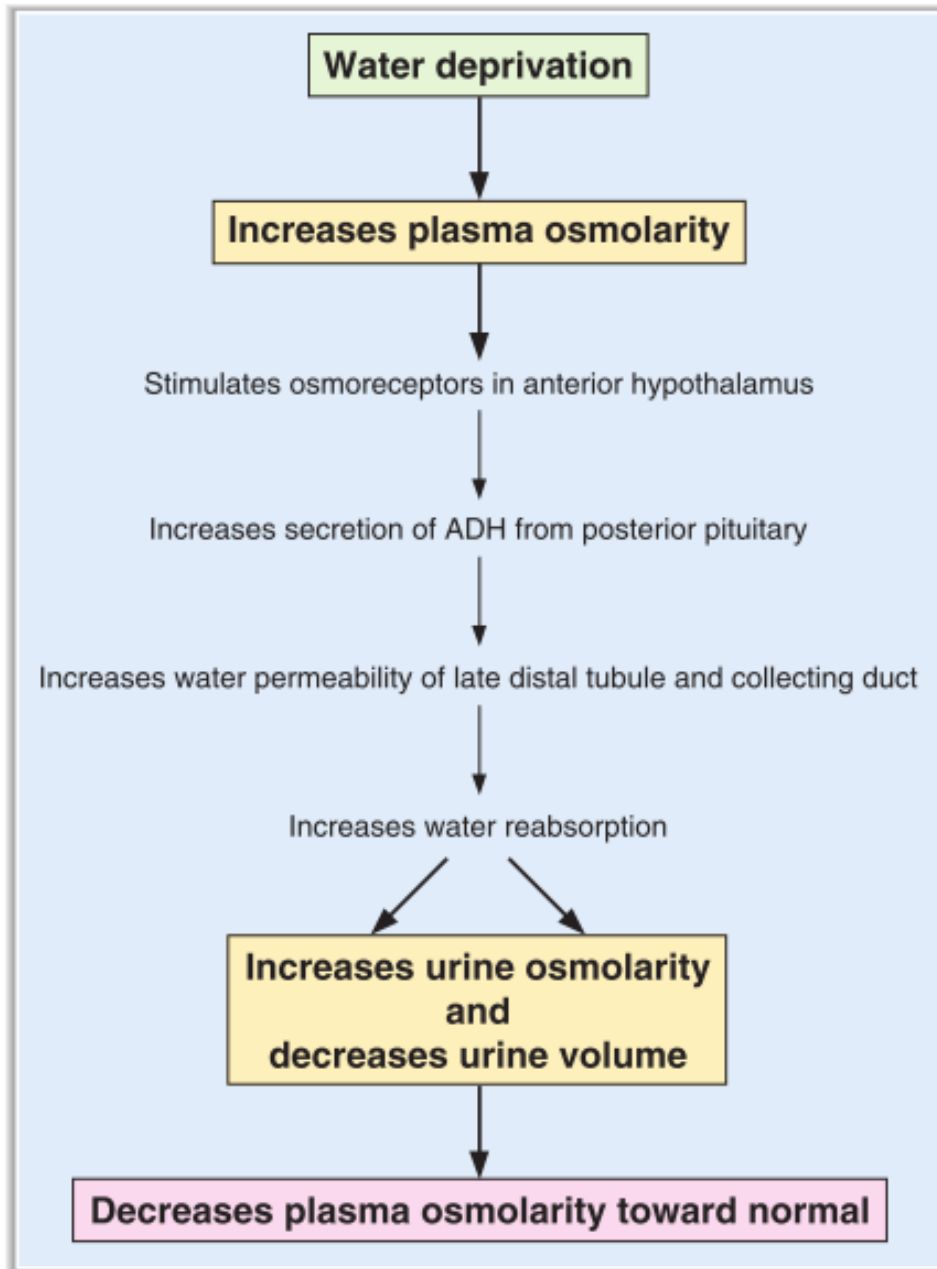 Water deprivation
Increases plasma osmolarity
Stimulates osmoreceptors in anterior hypothalamus
Increases secretion of ADH from posterior pituitary
Increases water permeability of late distal tubule and collecting duct
Increases water reabsorption
Increases urine osmolarity
and
decreases urine volume
Decreases plasma osmolarity toward normal